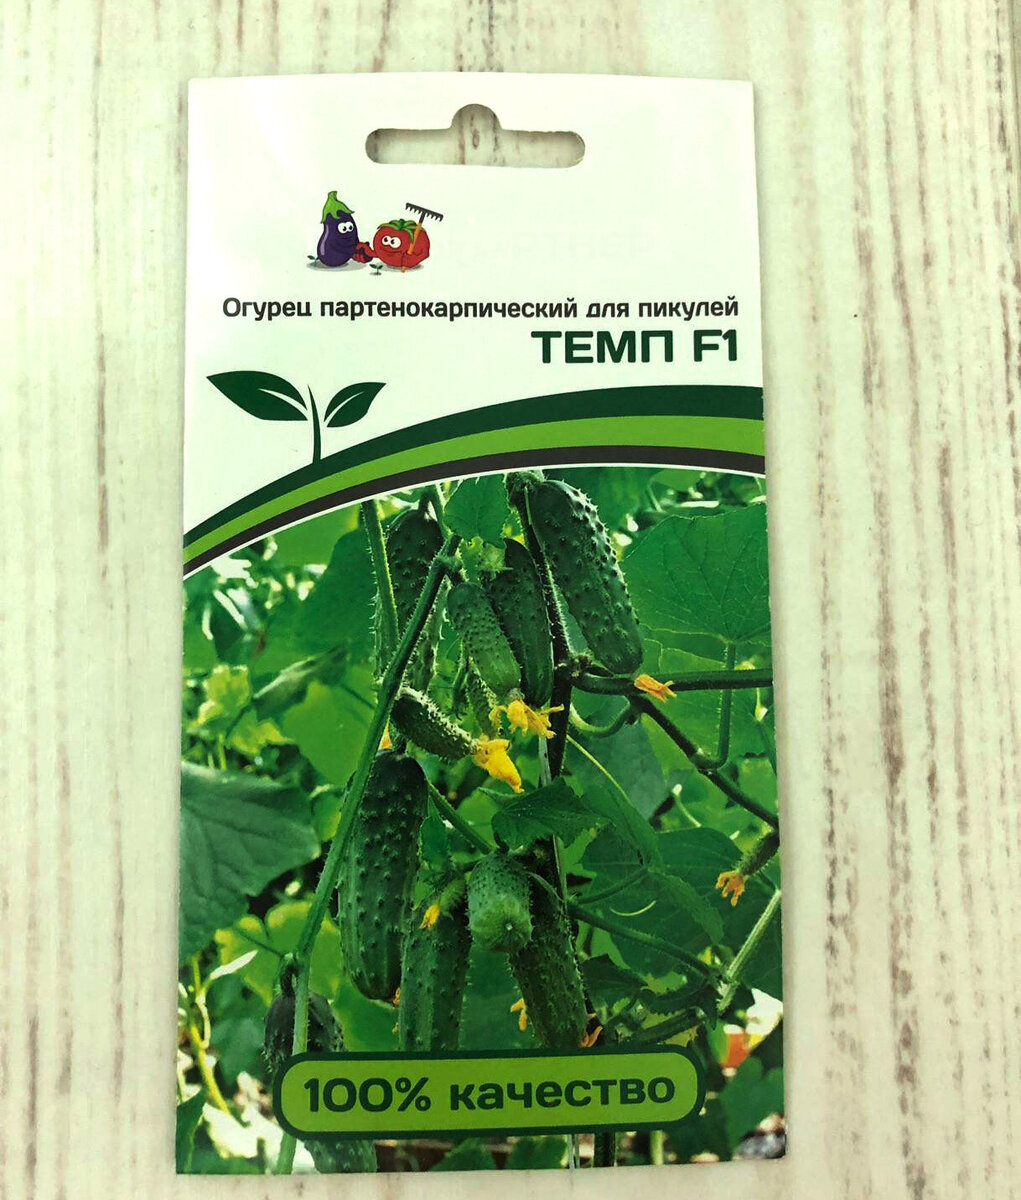 Огурец партенокарпический для пикулей
ТЕМП F1
100% качество